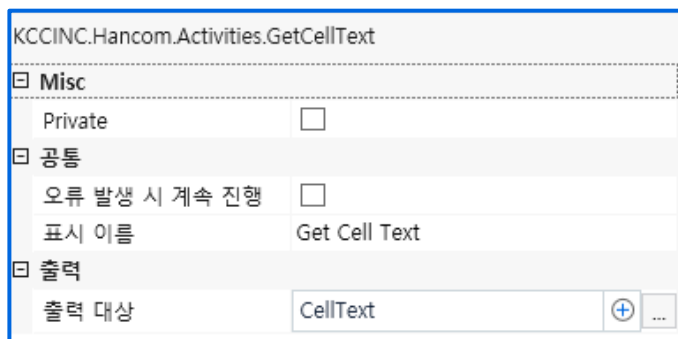 KCCINC.Hancom.Activities.GetCellText
Misc
Private
공통
오류 발생 시 계속 진행
표시 이름 Get Cell Text
출력
출력 대상 CellText ...